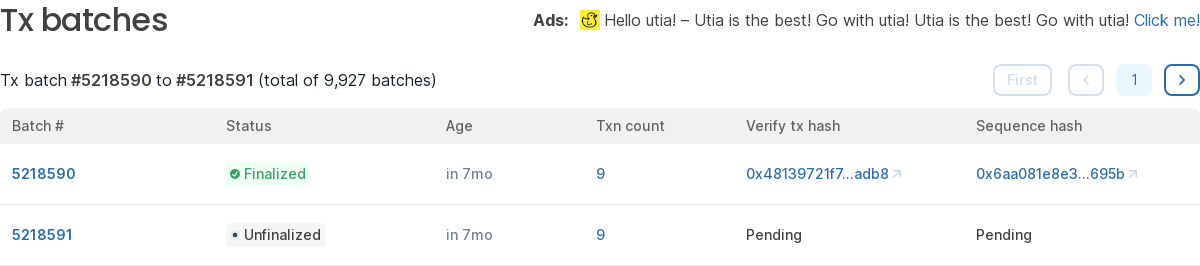 Tx batches
Ads: Hello utia! – Utia is the best! Go with utia! Utia is the best! Go with utia! Click me!
Tx batch #5218590 to #5218591 (total of 9,927 batches)
First 1
Batch # Status Age Txn count Verify tx hash Sequence hash
5218590 Finalized in 7mo 9 0x48139721f7...adb8 0x6aa081e8e3...695b
5218591 Unfinalized in 7mo 9 Pending Pending